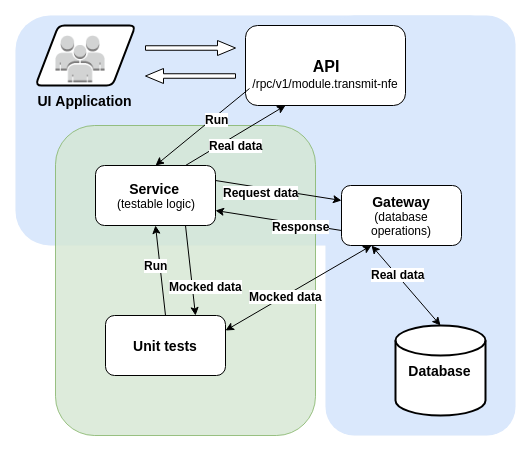 UI Application
API
/rpc/v1/module.transmit-nfe
Run
Real data
Service
(testable logic)
Request data
Gateway
(database
operations)
Response
Run
Mocked data
Mocked data
Real data
Unit tests
Database